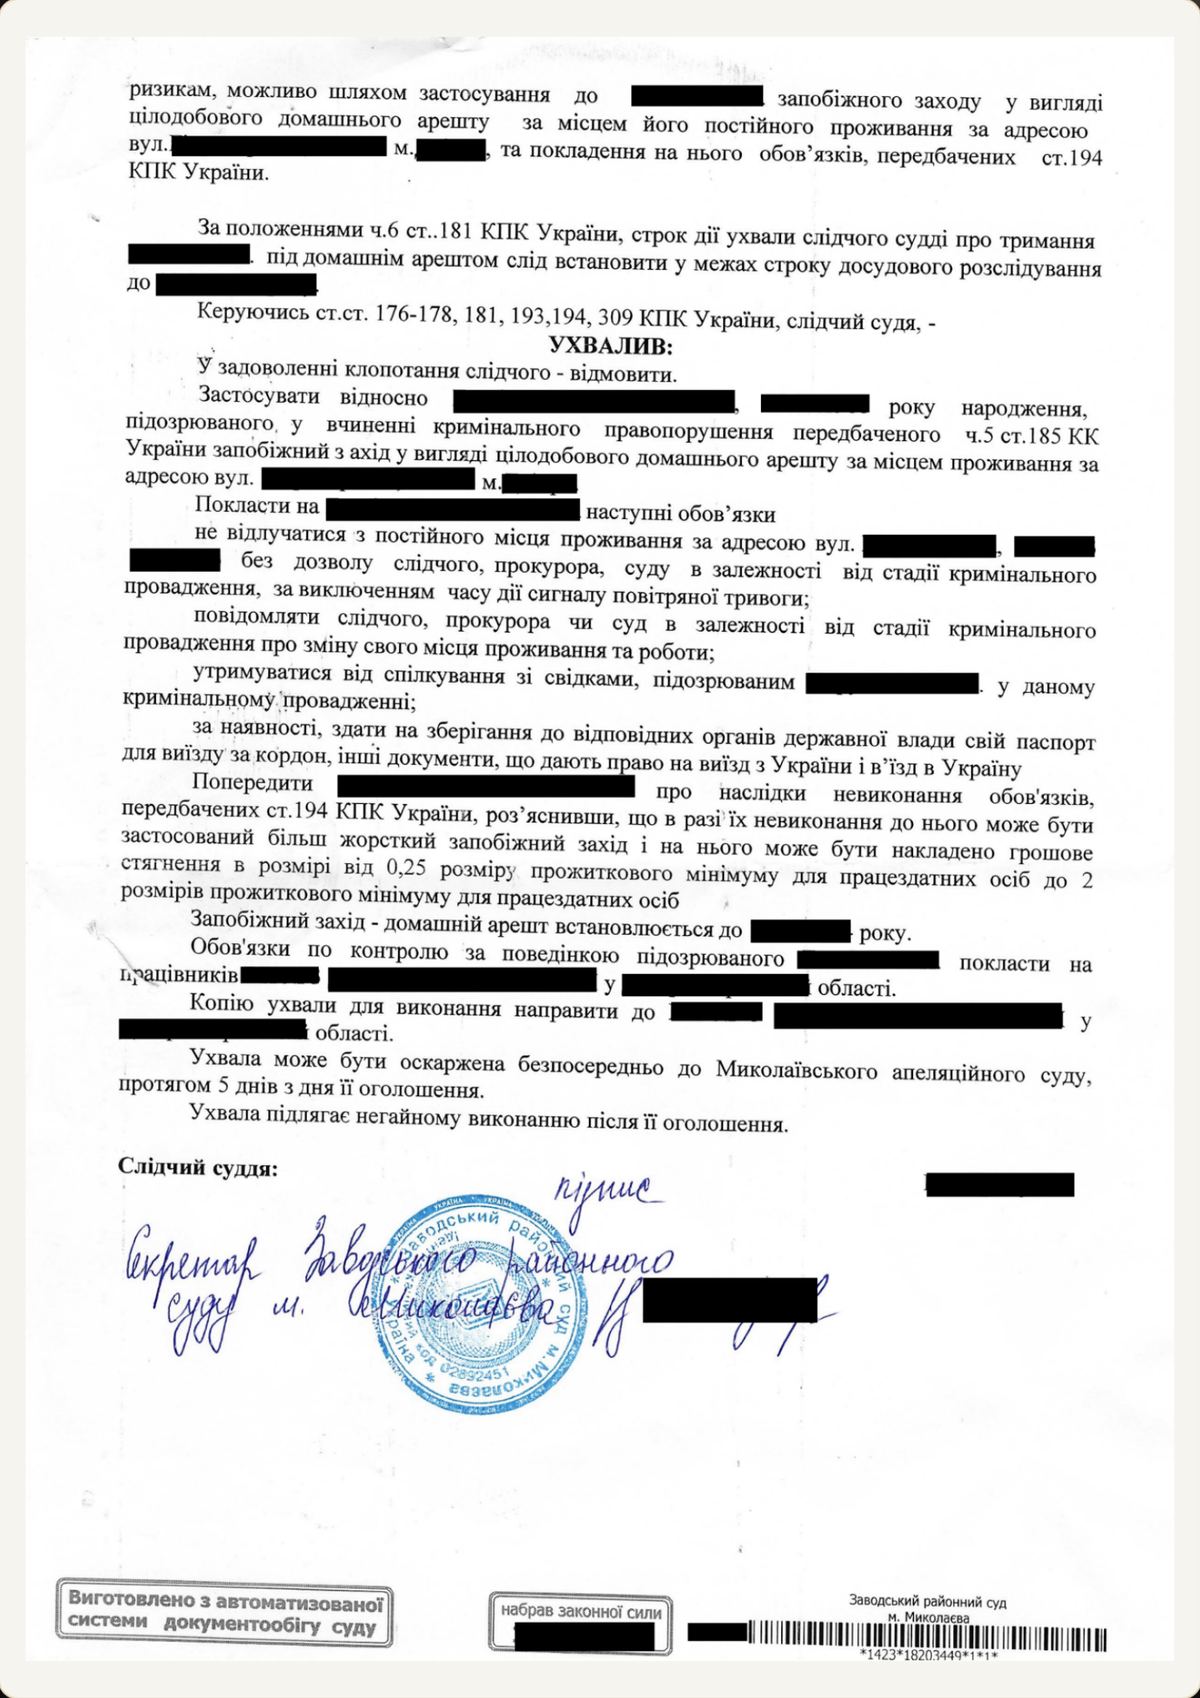 ризикам, можливо шляхом застосування до запобіжного заходу у вигляді
цілодобового домашнього арешту за місцем його постійного проживання за адресою
вул. м. , та покладення на нього обов’язків, передбачених ст.194
КПК України.
За положеннями ч.6 ст..181 КПК України, строк дії ухвали слідчого судді про тримання
. під домашнім арештом слід встановити у межах строку досудового розслідування
до .
Керуючись ст.ст. 176-178, 181, 193,194, 309 КПК України, слідчий судя, -
УХВАЛИВ:
У задоволенні клопотання слідчого - відмовити.
Застосувати відносно , року народження,
підозрюваного у вчиненні кримінального правопорушення передбаченого ч.5 ст.185 КК
України запобіжний з ахід у вигляді цілодобового домашнього арешту за місцем проживання за
адресою вул. м.
Покласти на наступні обов’язки
не відлучатися з постійного місця проживання за адресою вул. ,
без дозволу слідчого, прокурора, суду в залежності від стадії кримінального
провадження, за виключенням часу дії сигналу повітряної тривоги;
повідомляти слідчого, прокурора чи суд в залежності від стадії кримінального
провадження про зміну свого місця проживання та роботи;
утримуватися від спілкування зі свідками, підозрюваним . у даному
кримінальному провадженні;
за наявності, здати на зберігання до відповідних органів державної влади свій паспорт
для виїзду за кордон, інші документи, що дають право на виїзд з України і в’їзд в Україну
Попередити про наслідки невиконання обов'язків,
передбачених ст.194 КПК України, роз’яснивши, що в разі їх невиконання до нього може бути
застосований більш жорсткий запобіжний захід і на нього може бути накладено грошове
стягнення в розмірі від 0,25 розміру прожиткового мінімуму для працездатних осіб до 2
розмірів прожиткового мінімуму для працездатних осіб
Запобіжний захід - домашній арешт встановлюється до року.
Обов'язки по контролю за поведінкою підозрюваного покласти на
працівників у області.
Копію ухвали для виконання направити до у
області.
Ухвала може бути оскаржена безпосередньо до Миколаївського апеляційного суду,
протягом 5 днів з дня її оголошення.
Ухвала підлягає негайному виконанню після її оголошення.
Слідчий суддя:
підпис
Секретар Заводського районного
суду м. Миколаєва
Заводський районний суд м.Миколаєва
Україна
код 02892451
Виготовлено з автоматизованої
системи документообігу суду
набрав законної сили
Заводський районний суд
м. Миколаєва
*1423*18203449*1*1*